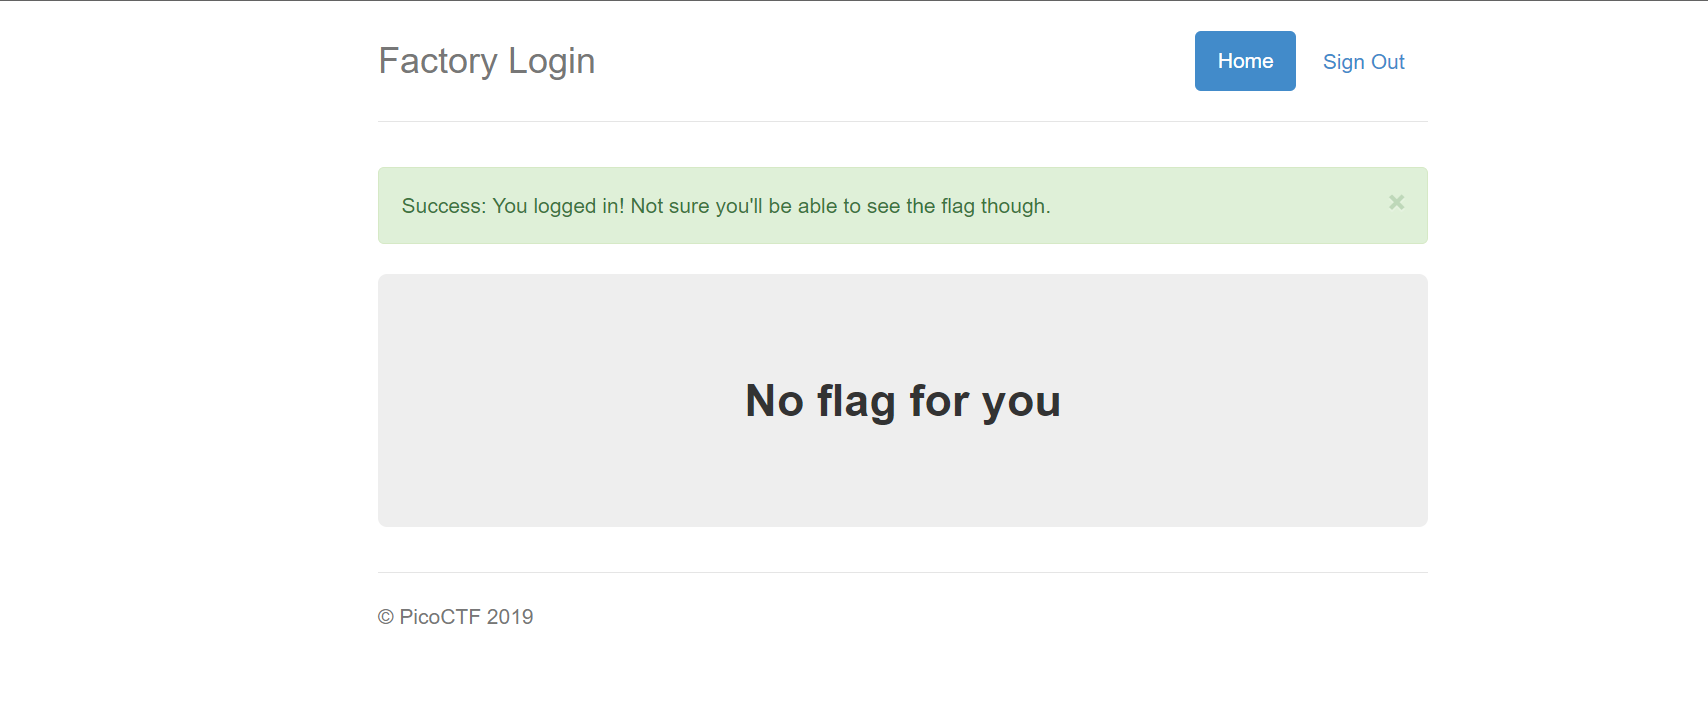 Factory Login
Home
Sign Out
Success: You logged in! Not sure you'll be able to see the flag though.
×
No flag for you
© PicoCTF 2019